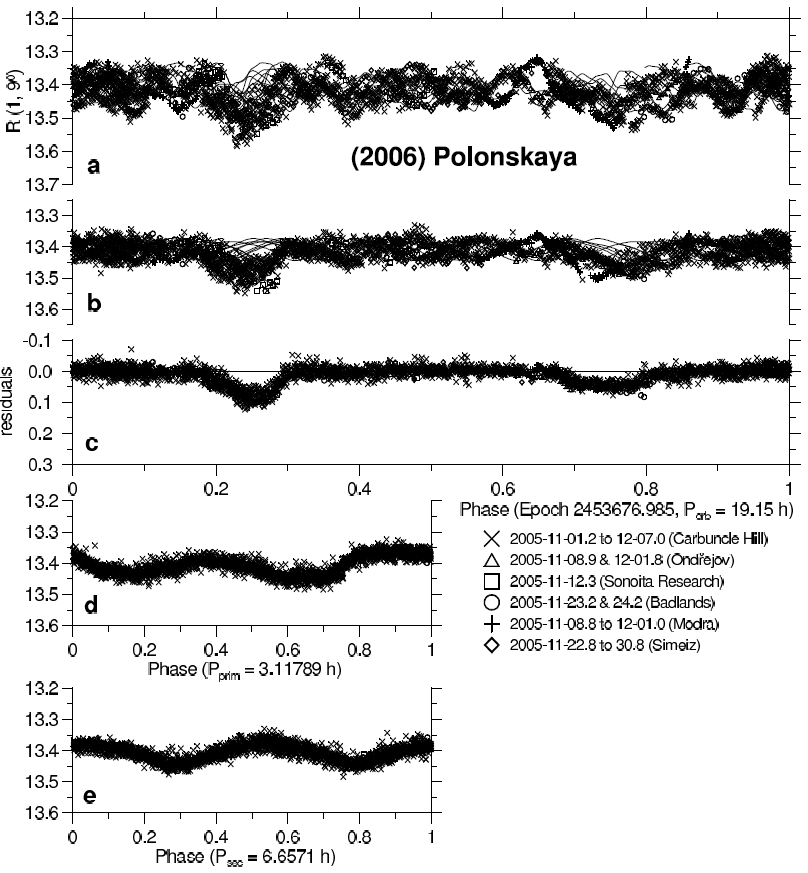 13.2
13.3
13.4
13.5
13.6
13.7
R (1, 9°)
a
(2006) Polonskaya
13.3
13.4
13.5
13.6
b
-0.1
0.0
0.1
0.2
0.3
residuals
c
0 0.2 0.4 0.6 0.8 1
Phase (Epoch 2453676.985, Porb = 19.15 h)
2005-11-01.2 to 12-07.0 (Carbuncle Hill)
2005-11-08.9 & 12-01.8 (Ondřejov)
2005-11-12.3 (Sonoita Research)
2005-11-23.2 & 24.2 (Badlands)
2005-11-08.8 to 12-01.0 (Modra)
2005-11-22.8 to 30.8 (Simeiz)
13.2
13.3
13.4
13.5
13.6
d
0 0.2 0.4 0.6 0.8 1
Phase (Pprim = 3.11789 h)
13.2
13.3
13.4
13.5
13.6
e
0 0.2 0.4 0.6 0.8 1
Phase (Psec = 6.6571 h)